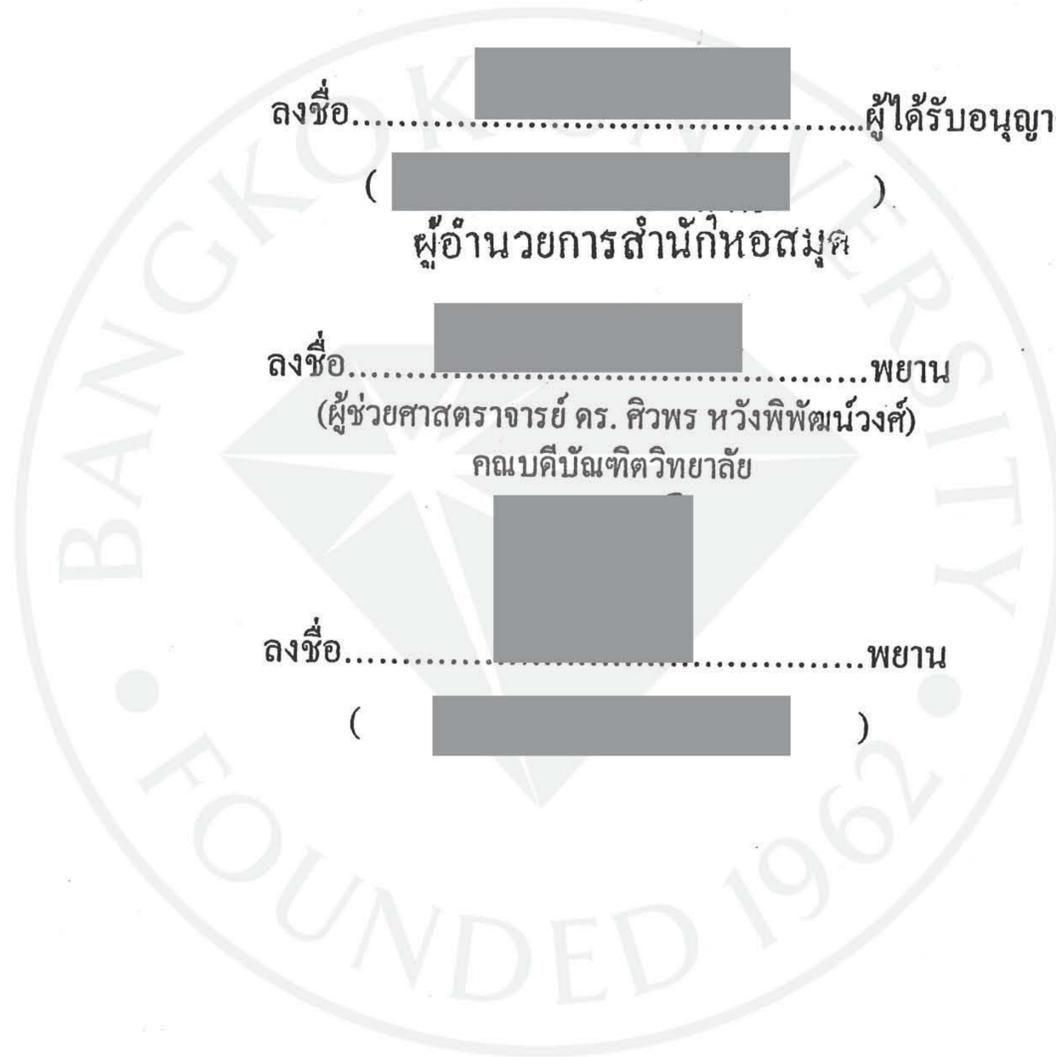 ลงชื่อ....................................................ผู้ได้รับอนุญา
( )
ผู้อำนวยการสำนักหอสมุด
ลงชื่อ....................................................พยาน
(ผู้ช่วยศาสตราจารย์ ดร. ศิวพร หวังพิพัฒน์วงศ์)
คณบดีบัณฑิตวิทยาลัย
ลงชื่อ....................................................พยาน
( )
BANGKOK UNIVERSITY
FOUNDED 1962